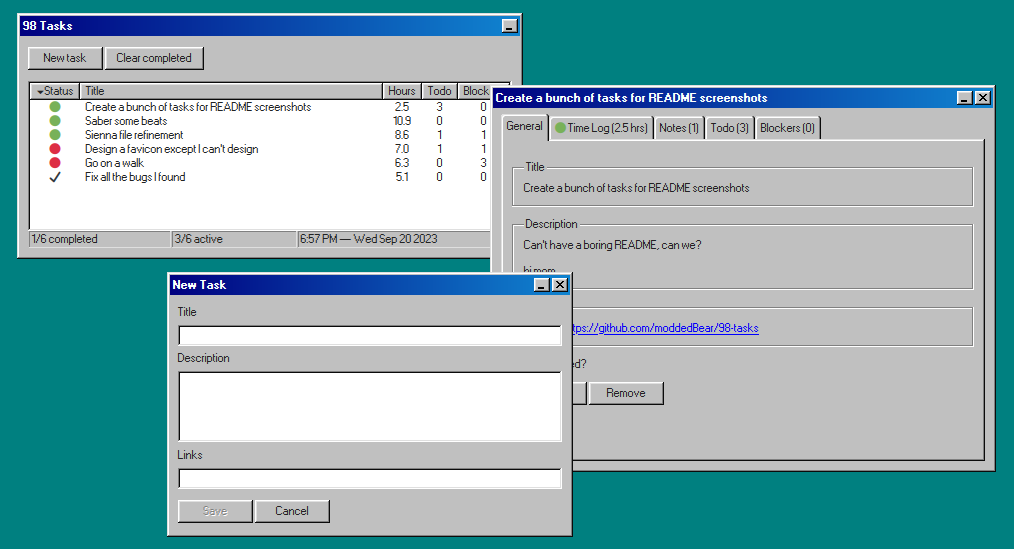 98 Tasks
New task Clear completed
Status Title Hours Todo Block
Create a bunch of tasks for README screenshots 2.5 3 0
Saber some beats 10.9 0 0
Sienna file refinement 8.6 1 1
Design a favicon except I can't design 7.0 1 1
Go on a walk 6.3 0 3
Fix all the bugs I found 5.1 0 0
1/6 completed 3/6 active 6:57 PM — Wed Sep 20 2023
Create a bunch of tasks for README screenshots
General Time Log (2.5 hrs) Notes (1) Todo (3) Blockers (0)
Title
Create a bunch of tasks for README screenshots
Description
Can't have a boring README, can we?
hi mom
tps://github.com/moddedBear/98-tasks
ed?
Remove
New Task
Title
Description
Links
Save Cancel